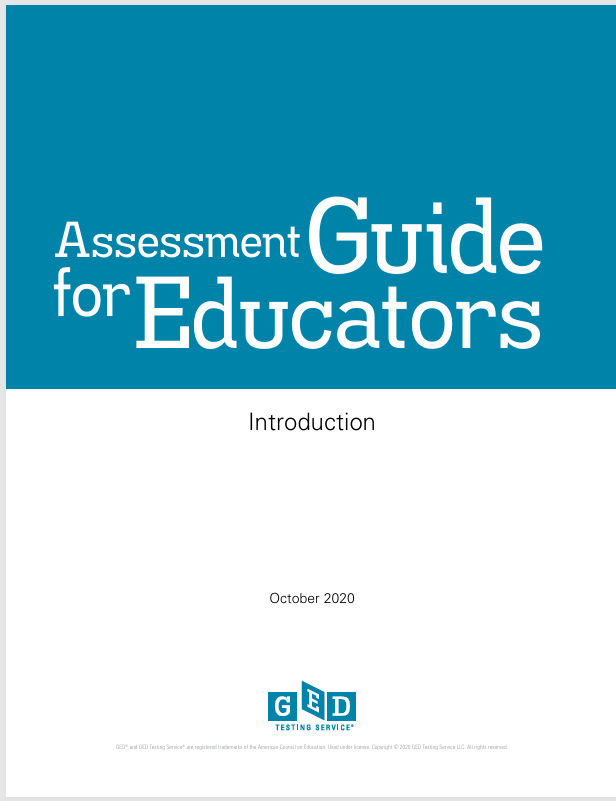 Assessment Guide
for Educators
Introduction
October 2020
GED
TESTING SERVICE®
GED® and GED Testing Service® are registered trademarks of the American Council on Education. Used under license. Copyright © 2020 GED Testing Service LLC. All rights reserved.